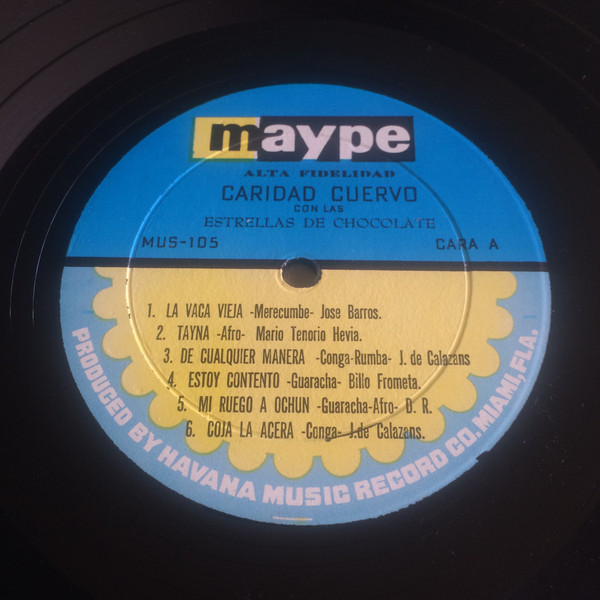 maype
ALTA FIDELIDAD
CARIDAD CUERVO
CON LAS
ESTRELLAS DE CHOCOLATE
MUS-105 CARA A
1. LA VACA VIEJA -Merecumbe- Jose Barros.
2. TAYNA -Afro- Mario Tenorio Hevia.
3. DE CUALQUIER MANERA -Conga-Rumba- J. de Calazans
4. ESTOY CONTENTO -Guaracha- Billo Frometa.
5. MI RUEGO A OCHUN -Guaracha-Afro- D. R.
6. COJA LA ACERA -Conga- J.de Calazans.
PRODUCED BY HAVANA MUSIC RECORD CO. MIAMI, FLA.